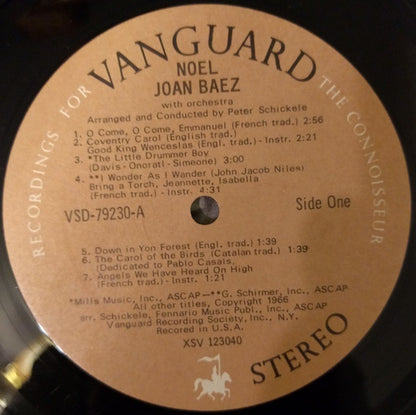 RECORDINGS FOR VANGUARD THE CONNOISSEUR
NOEL
JOAN BAEZ
with orchestra
Arranged and Conducted by Peter Schickele
1. O Come, O Come, Emmanuel (French trad.) 2:56
2. Coventry Carol (English trad.)
Good King Wenceslas (Engl. trad.) - Instr. 2:21
3. *The Little Drummer Boy
(Davis - Onorati - Simeone) 3:00
4. **I Wonder As I Wander (John Jacob Niles)
Bring a Torch, Jeannette, Isabella
(French trad.) - Instr. 4:31
VSD-79230-A
Side One
5. Down in Yon Forest (Engl. trad.) 1:39
6. The Carol of the Birds (Catalan trad.) 1:39
(Dedicated to Pablo Casals,
7. Angels We Have Heard On High
(French trad.) - Instr. 1:21
*Mills Music, Inc., ASCAP—**G. Schirmer, Inc., ASCAP
All other titles, Copyright 1966
arr. Schickele, Fennario Music Publ., Inc., ASCAP
Vanguard Recording Society, Inc., N.Y.
Recored in U.S.A.
XSV 123040
STEREO